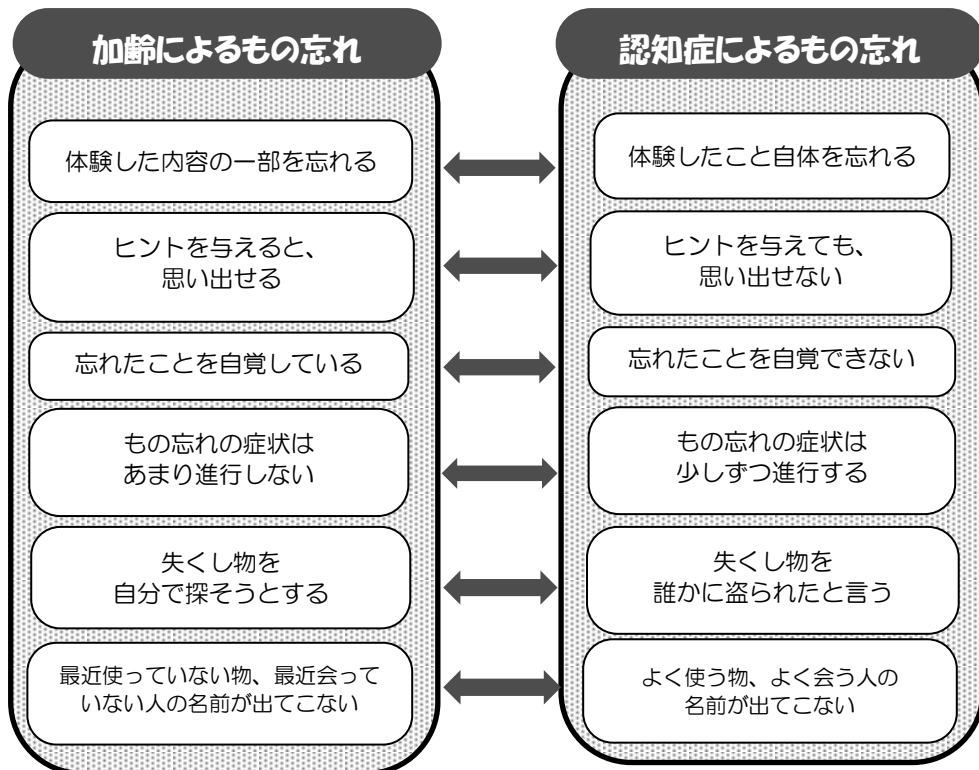 加齢によるもの忘れ
体験した内容の一部を忘れる
ヒントを与えると、
思い出せる
忘れたことを自覚している
もの忘れの症状は
あまり進行しない
失くし物を
自分で探そうとする
最近使っていない物、最近会って
いない人の名前が出てこない
認知症によるもの忘れ
体験したこと自体を忘れる
ヒントを与えても、
思い出せない
忘れたことを自覚できない
もの忘れの症状は
少しずつ進行する
失くし物を
誰かに盗られたと言う
よく使う物、よく会う人の
名前が出てこない